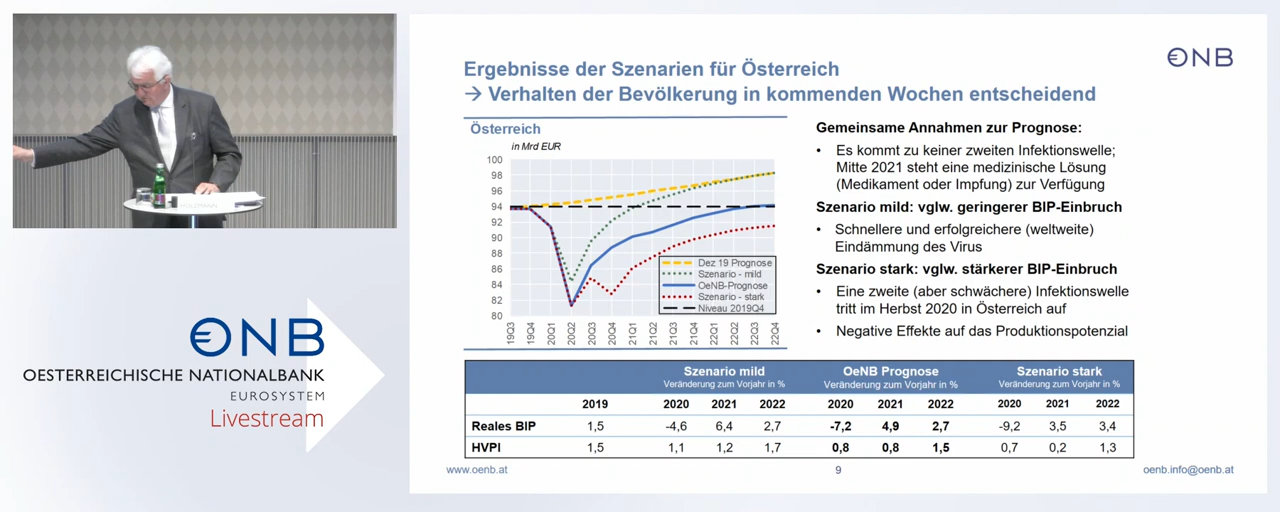 HOLZMANN
ONB
OESTERREICHISCHE NATIONALBANK
EUROSYSTEM
Livestream
ONB
Ergebnisse der Szenarien für Österreich
→ Verhalten der Bevölkerung in kommenden Wochen entscheidend
Österreich
in Mrd EUR
100
98
96
94
92
90
88
86
84
82
80
Dez 19 Prognose
Szenario - mild
OeNB-Prognose
Szenario - stark
Niveau 2019Q4
19Q3 19Q4 20Q1 20Q2 20Q3 20Q4 21Q1 21Q2 21Q3 21Q4 22Q1 22Q2 22Q3 22Q4
Gemeinsame Annahmen zur Prognose:
• Es kommt zu keiner zweiten Infektionswelle;
Mitte 2021 steht eine medizinische Lösung
(Medikament oder Impfung) zur Verfügung
Szenario mild: vglw. geringerer BIP-Einbruch
• Schnellere und erfolgreichere (weltweite)
Eindämmung des Virus
Szenario stark: vglw. stärkerer BIP-Einbruch
• Eine zweite (aber schwächere) Infektionswelle
tritt im Herbst 2020 in Österreich auf
• Negative Effekte auf das Produktionspotenzial
Szenario mild OeNB Prognose Szenario stark
Veränderung zum Vorjahr in % Veränderung zum Vorjahr in % Veränderung zum Vorjahr in %
2019 2020 2021 2022 2020 2021 2022 2020 2021 2022
Reales BIP 1,5 -4,6 6,4 2,7 -7,2 4,9 2,7 -9,2 3,5 3,4
HVPI 1,5 1,1 1,2 1,7 0,8 0,8 1,5 0,7 0,2 1,3
www.oenb.at 9 oenb.info@oenb.at